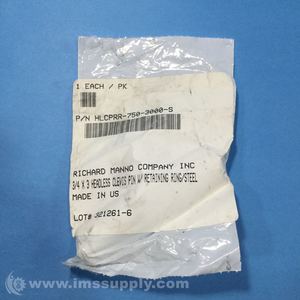 1 EACH / PK
P/N HLCPRR-750-3000-S
RICHARD MANNO COMPANY INC
3/4 X 3 HEADLESS CLEVIS PIN W/ RETAINING RING/STEEL
MADE IN US
LOT# J21261-6
© www.imssupply.com